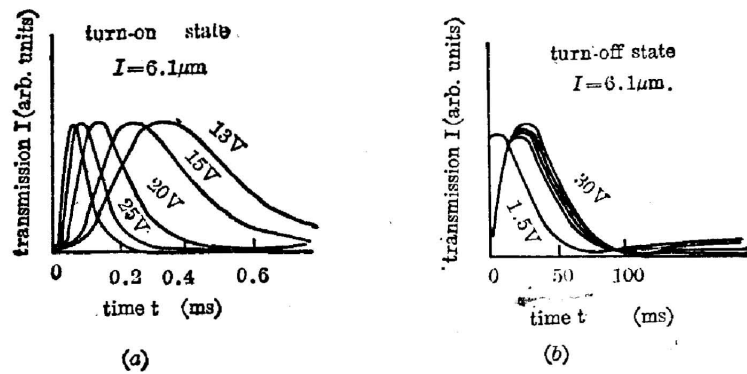 transmission I (arb. units)
turn-on state
I=6.1μm
13V
15V
20V
25V
0 0.2 0.4 0.6
time t (ms)
(a)
transmission I (arb. units)
turn-off state
I=6.1μm.
30V
1.5V
0 50 100
time t (ms)
(b)